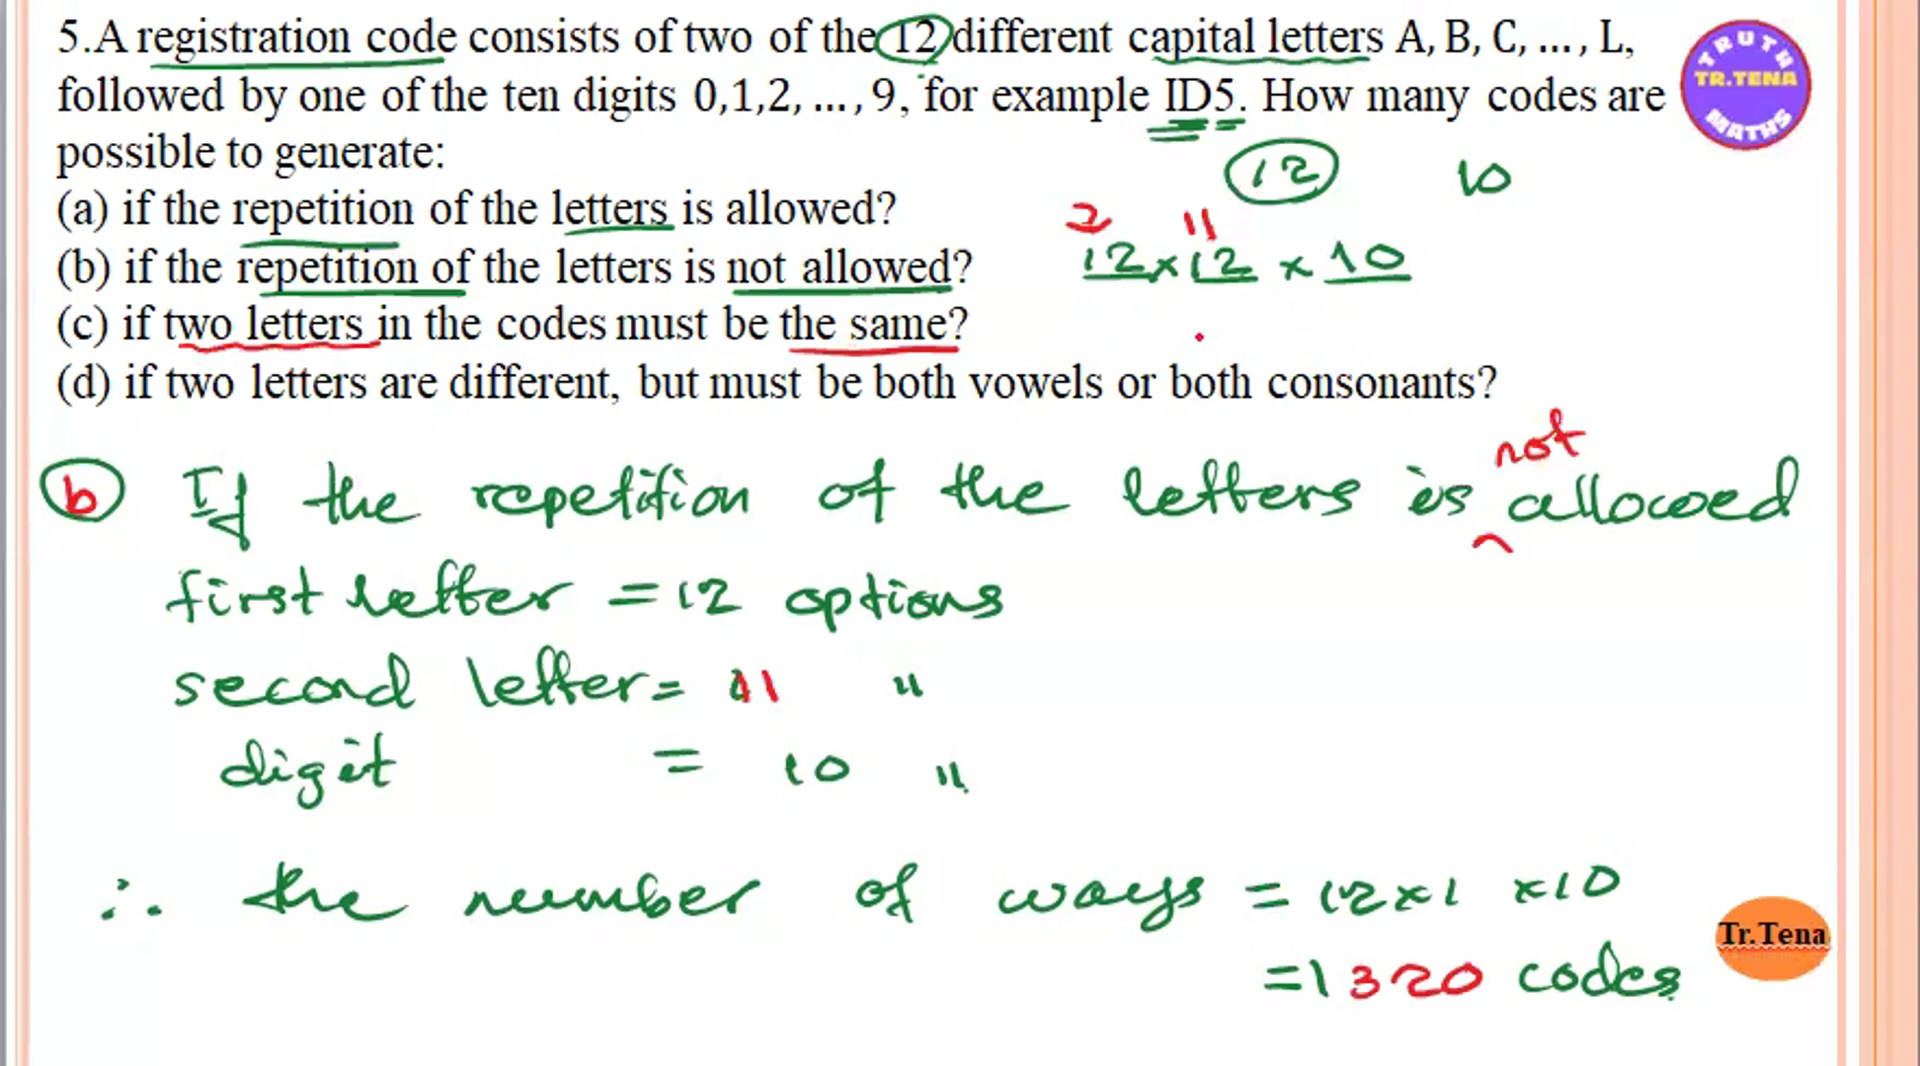 5.A registration code consists of two of the 12 different capital letters A, B, C, ... , L,
followed by one of the ten digits 0,1,2, ... , 9, for example ID5. How many codes are
possible to generate:
(a) if the repetition of the letters is allowed?
(b) if the repetition of the letters is not allowed?
(c) if two letters in the codes must be the same?
(d) if two letters are different, but must be both vowels or both consonants?
TRUTH
TR.TENA
MATHS
12 10
2 11
12 × 12 × 10
not
b If the repetition of the letters is allowed
first letter = 12 options
second letter = 11 "
digit = 10 "
∴ the number of ways = 12 × 1 × 10
= 1320 codes
Tr.Tena